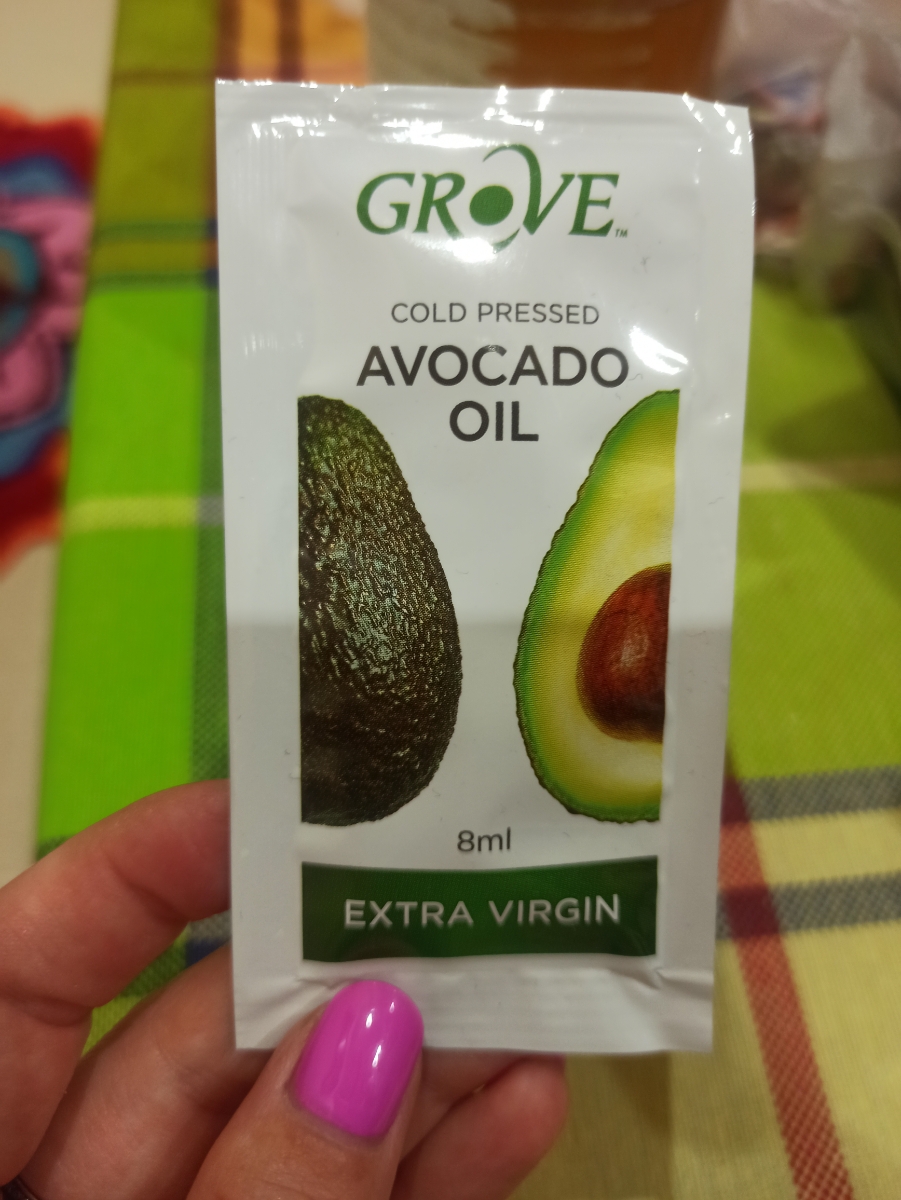 GROVE™
COLD PRESSED
AVOCADO
OIL
8ml
EXTRA VIRGIN